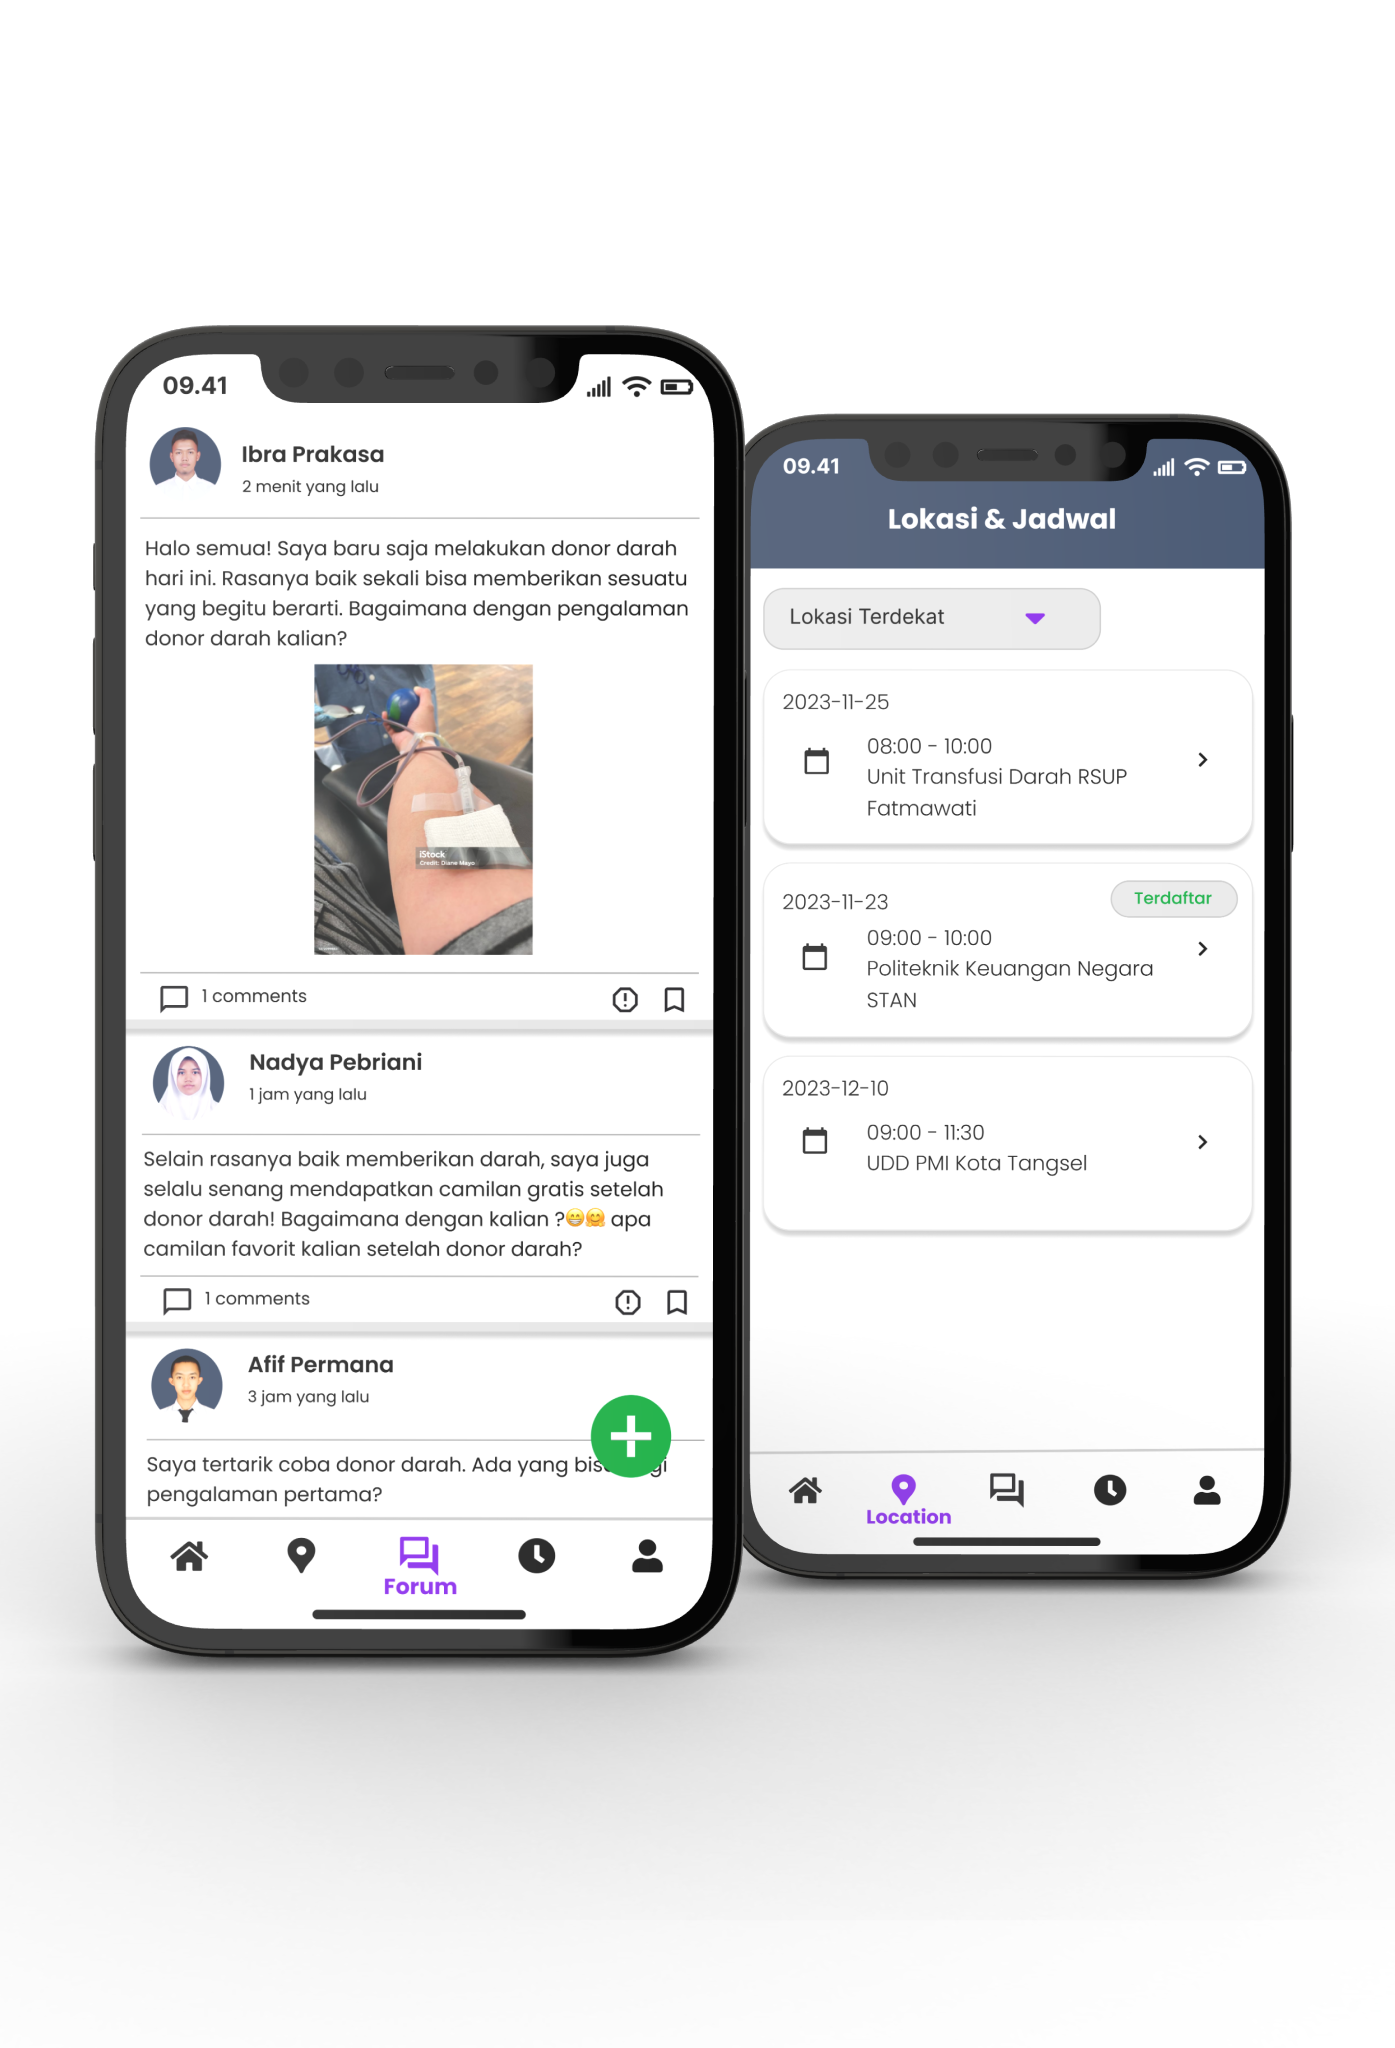 09.41
Ibra Prakasa
2 menit yang lalu
Halo semua! Saya baru saja melakukan donor darah
hari ini. Rasanya baik sekali bisa memberikan sesuatu
yang begitu berarti. Bagaimana dengan pengalaman
donor darah kalian?
iStock
Credit: Diane Mayo
1 comments
Nadya Pebriani
1 jam yang lalu
Selain rasanya baik memberikan darah, saya juga
selalu senang mendapatkan camilan gratis setelah
donor darah! Bagaimana dengan kalian ?😁🤗 apa
camilan favorit kalian setelah donor darah?
1 comments
Afif Permana
3 jam yang lalu
Saya tertarik coba donor darah. Ada yang
pengalaman pertama?
Forum
09.41
Lokasi & Jadwal
Lokasi Terdekat
2023-11-25
08:00 - 10:00
Unit Transfusi Darah RSUP
Fatmawati
2023-11-23
Terdaftar
09:00 - 10:00
Politeknik Keuangan Negara
STAN
2023-12-10
09:00 - 11:30
UDD PMI Kota Tangsel
Location